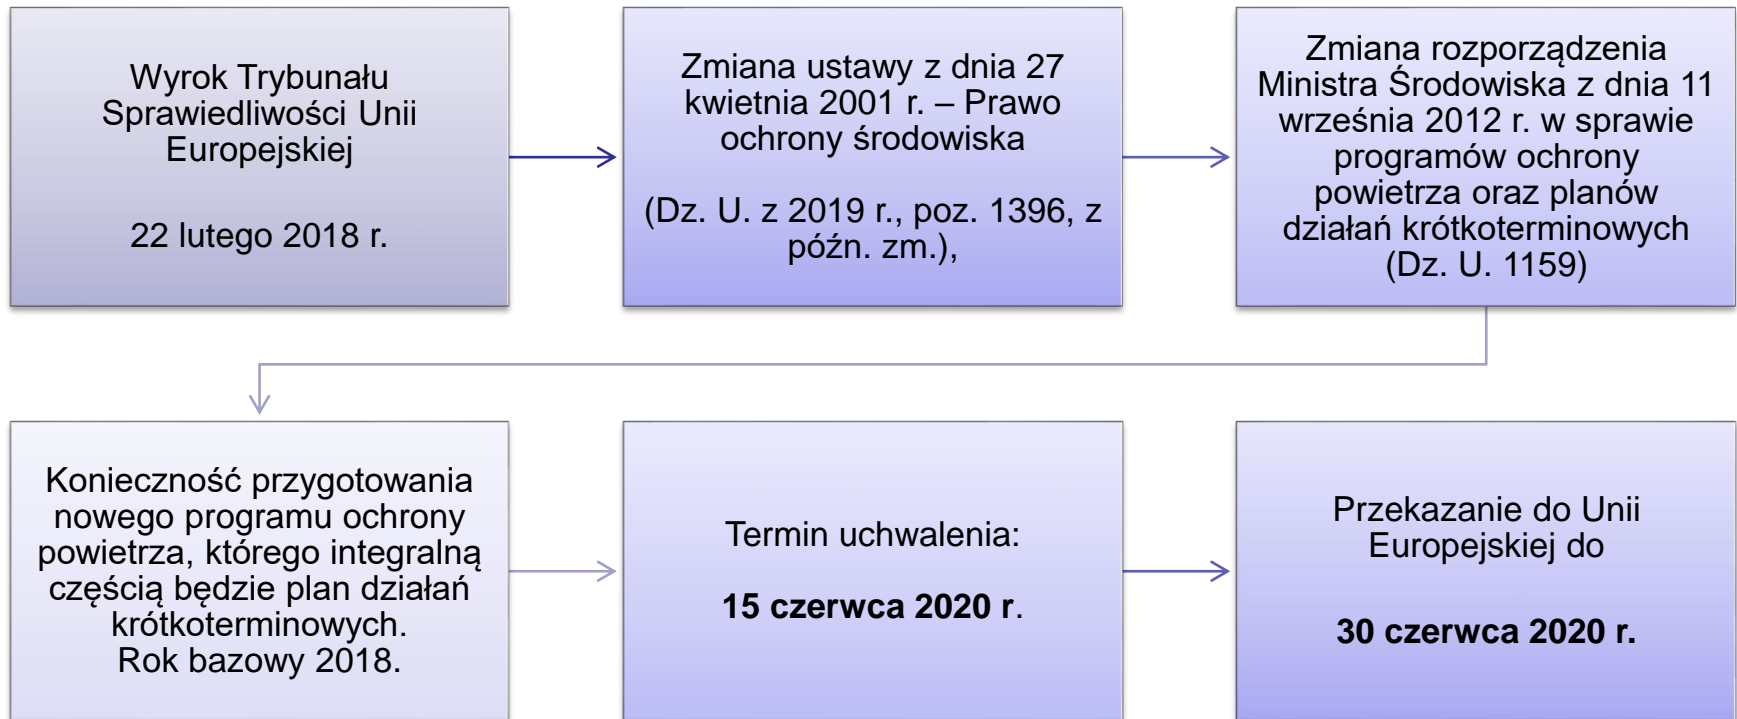 Wyrok Trybunału
Sprawiedliwości Unii
Europejskiej
22 lutego 2018 r.
Zmiana ustawy z dnia 27
kwietnia 2001 r. – Prawo
ochrony środowiska
(Dz. U. z 2019 r., poz. 1396, z
późn. zm.),
Zmiana rozporządzenia
Ministra Środowiska z dnia 11
września 2012 r. w sprawie
programów ochrony
powietrza oraz planów
działań krótkoterminowych
(Dz. U. 1159)
Konieczność przygotowania
nowego programu ochrony
powietrza, którego integralną
częścią będzie plan działań
krótkoterminowych.
Rok bazowy 2018.
Termin uchwalenia:
15 czerwca 2020 r.
Przekazanie do Unii
Europejskiej do
30 czerwca 2020 r.